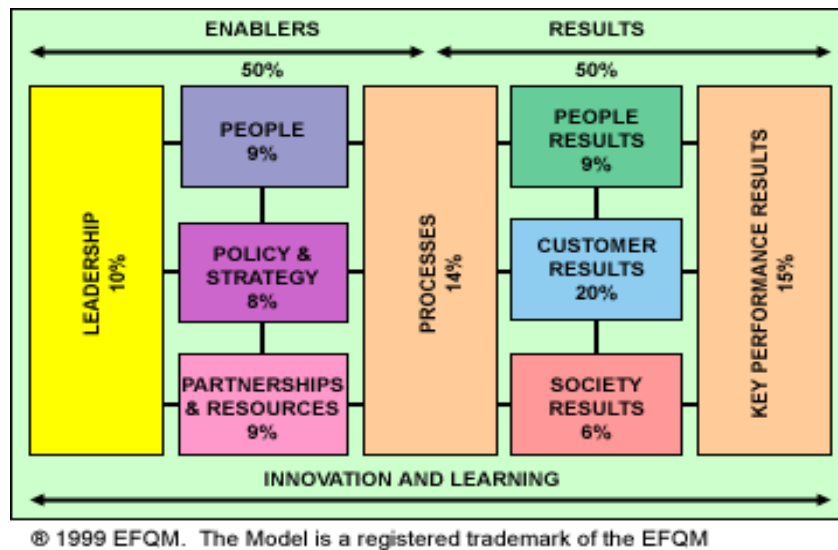 ENABLERS
RESULTS
50%
50%
LEADERSHIP
10%
PEOPLE
9%
POLICY &
STRATEGY
8%
PARTNERSHIPS
& RESOURCES
9%
PROCESSES
14%
PEOPLE
RESULTS
9%
CUSTOMER
RESULTS
20%
SOCIETY
RESULTS
6%
KEY PERFORMANCE RESULTS
15%
INNOVATION AND LEARNING
® 1999 EFQM. The Model is a registered trademark of the EFQM